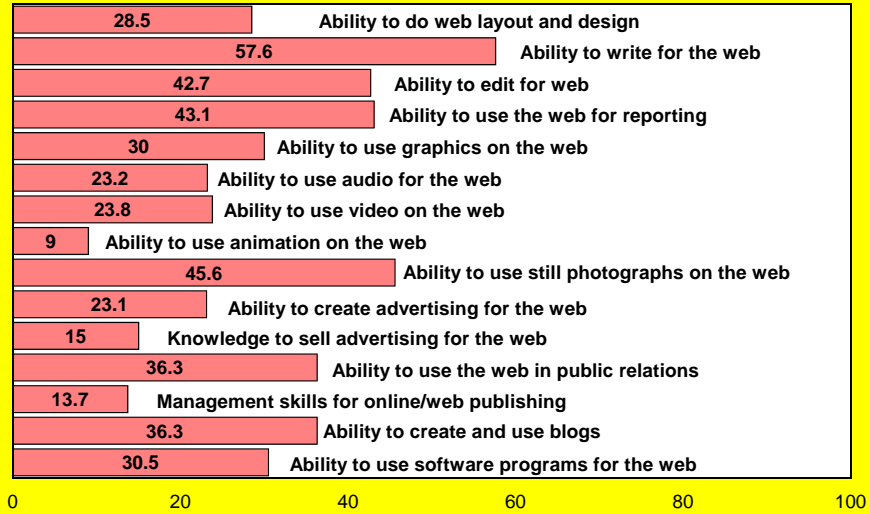 28.5 Ability to do web layout and design
57.6 Ability to write for the web
42.7 Ability to edit for web
43.1 Ability to use the web for reporting
30 Ability to use graphics on the web
23.2 Ability to use audio for the web
23.8 Ability to use video on the web
9 Ability to use animation on the web
45.6 Ability to use still photographs on the web
23.1 Ability to create advertising for the web
15 Knowledge to sell advertising for the web
36.3 Ability to use the web in public relations
13.7 Management skills for online/web publishing
36.3 Ability to create and use blogs
30.5 Ability to use software programs for the web
0 20 40 60 80 100